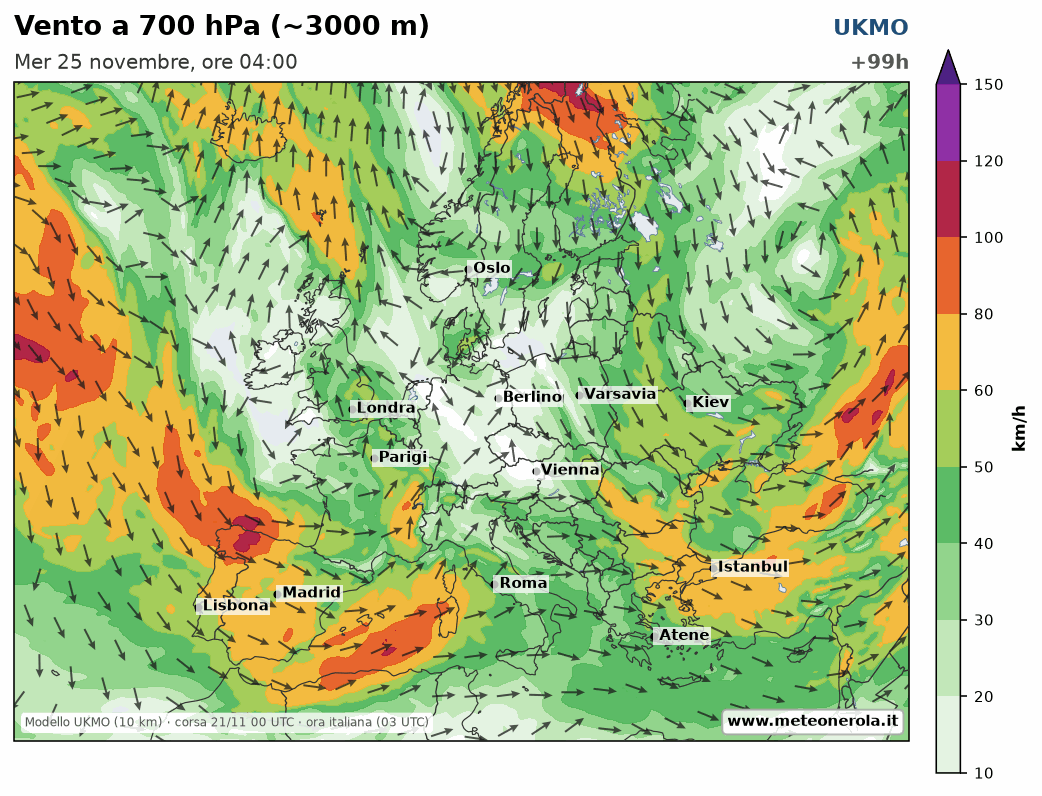 Vento a 700 hPa (~3000 m)
UKMO
Mer 25 novembre, ore 04:00
+99h
150
120
100
80
60
50
40
30
20
10
km/h
Oslo
Berlino
Varsavia
Kiev
Londra
Parigi
Vienna
Istanbul
Roma
Madrid
Lisbona
Atene
Modello UKMO (10 km) · corsa 21/11 00 UTC · ora italiana (03 UTC)
www.meteonerola.it